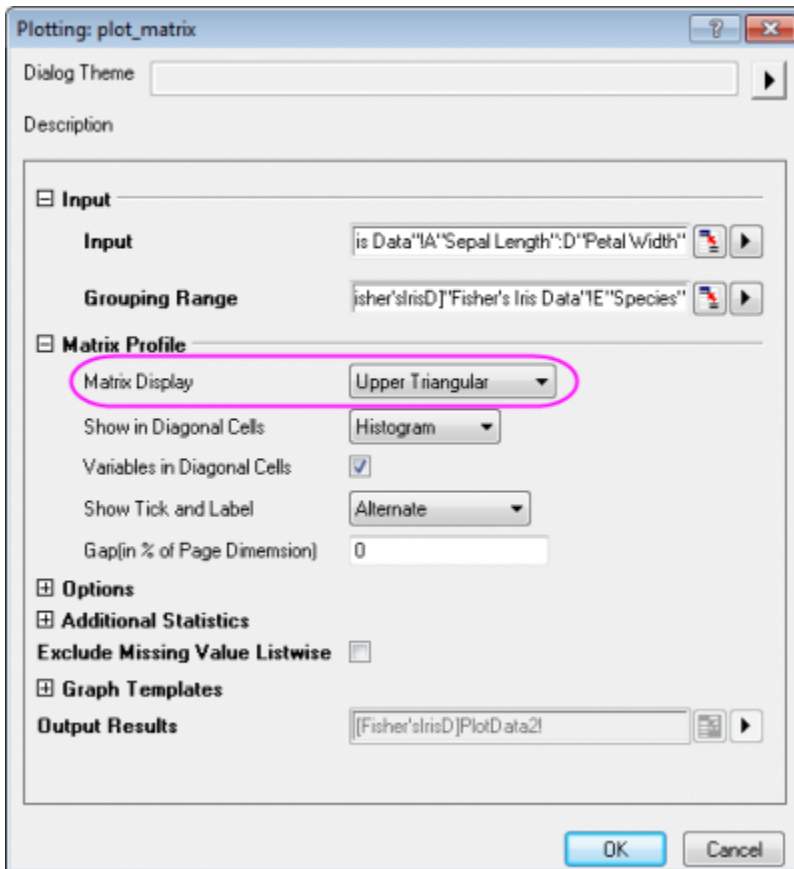 Plotting: plot_matrix
Dialog Theme
Description
Input
Input is Data"!A"Sepal Length":D"Petal Width"
Grouping Range isher'sIrisD]"Fisher's Iris Data"!E"Species"
Matrix Profile
Matrix Display Upper Triangular
Show in Diagonal Cells Histogram
Variables in Diagonal Cells
Show Tick and Label Alternate
Gap(in % of Page Dimemsion) 0
Options
Additional Statistics
Exclude Missing Value Listwise
Graph Templates
Output Results [Fisher'sIrisD]PlotData2!
OK Cancel